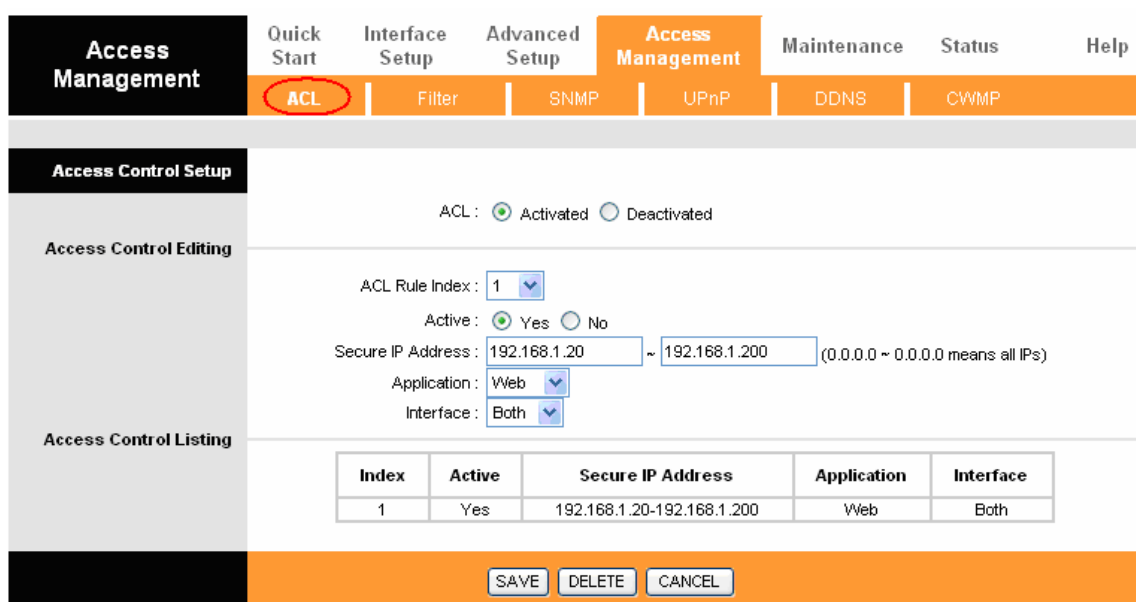 Access Management
Quick Start
Interface Setup
Advanced Setup
Access Management
Maintenance
Status
Help
ACL
Filter
SNMP
UPnP
DDNS
CWMP
Access Control Setup
ACL : Activated Deactivated
Access Control Editing
ACL Rule Index : 1
Active : Yes No
Secure IP Address : 192.168.1.20 ~ 192.168.1.200 (0.0.0.0 ~ 0.0.0.0 means all IPs)
Application : Web
Interface : Both
Access Control Listing
Index Active Secure IP Address Application Interface
1 Yes 192.168.1.20-192.168.1.200 Web Both
SAVE DELETE CANCEL